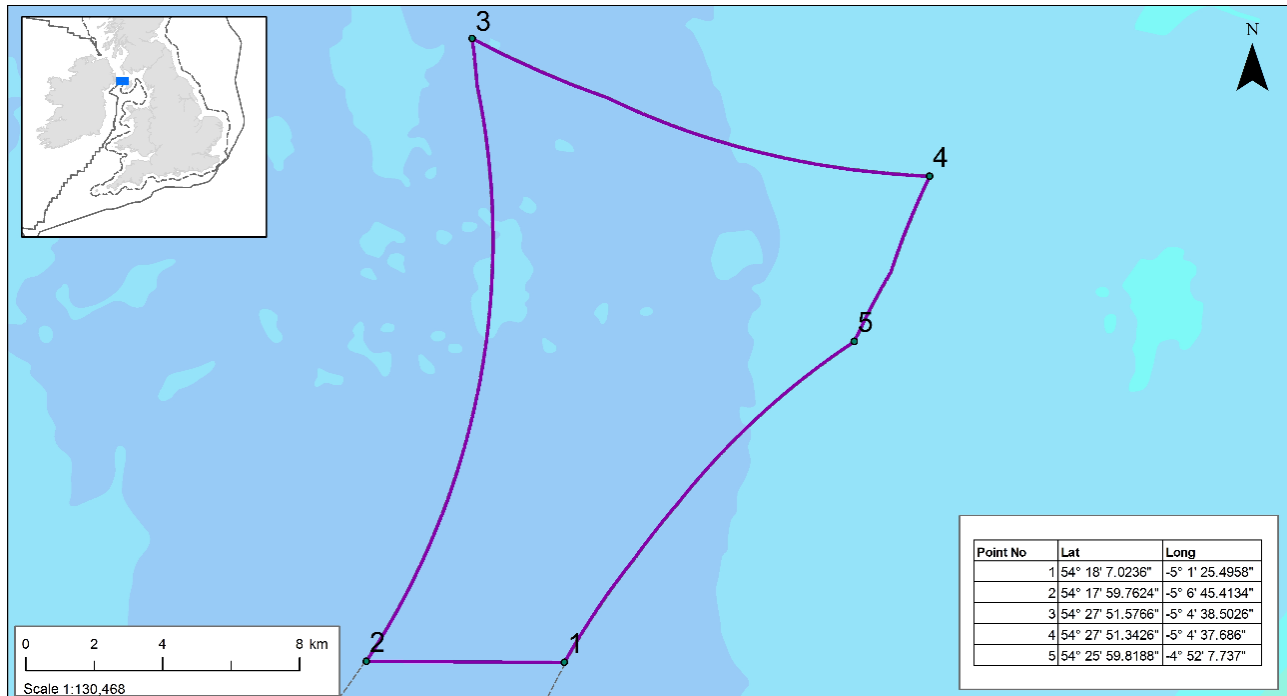 3
N
4
5
2
1
0 2 4 8 km
Scale 1:130,468
Point No Lat Long
1 54° 18' 7.0236" -5° 1' 25.4958"
2 54° 17' 59.7624" -5° 6' 45.4134"
3 54° 27' 51.5766" -5° 4' 38.5026"
4 54° 27' 51.3426" -5° 4' 37.686"
5 54° 25' 59.8188" -4° 52' 7.737"